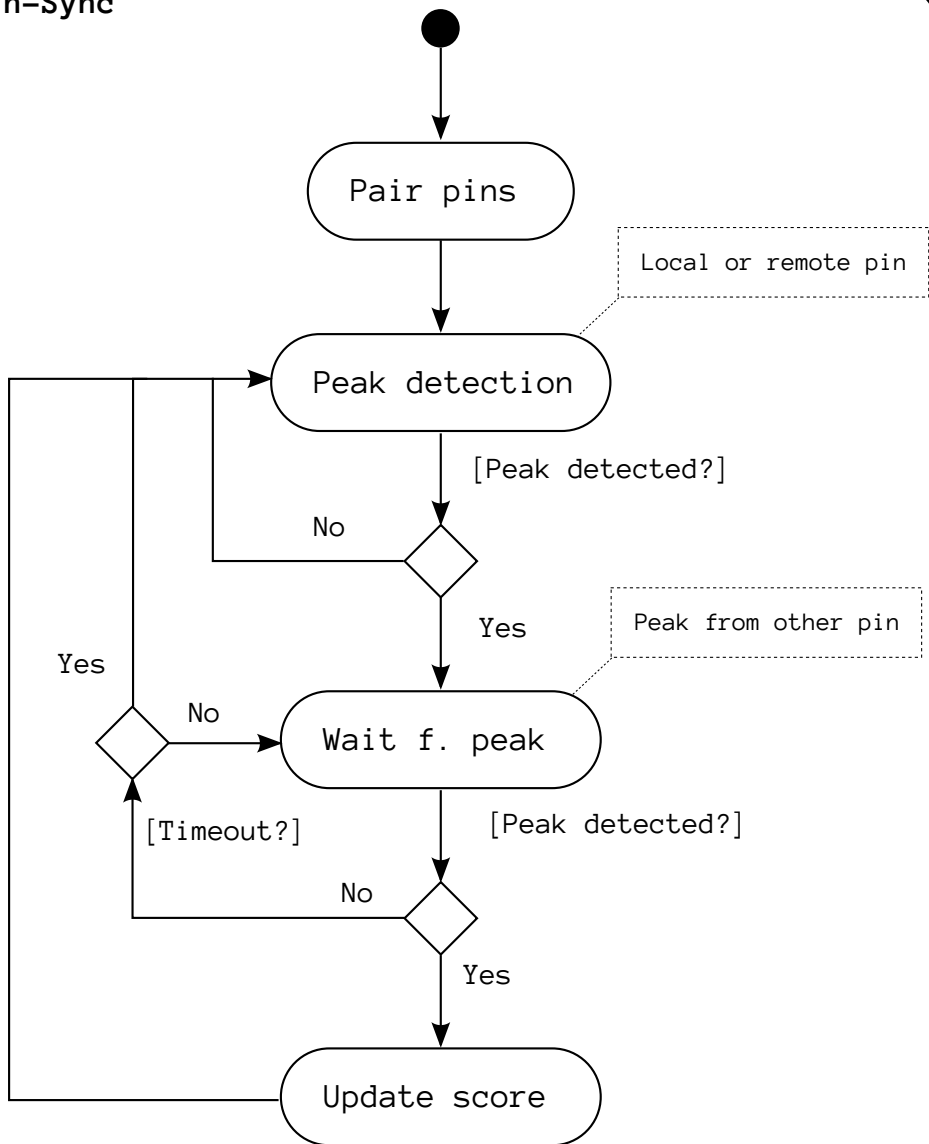 n-Sync
Pair pins
Local or remote pin
Peak detection
[Peak detected?]
No
Yes
Peak from other pin
Yes
No
Wait f. peak
[Peak detected?]
[Timeout?]
No
Yes
Update score